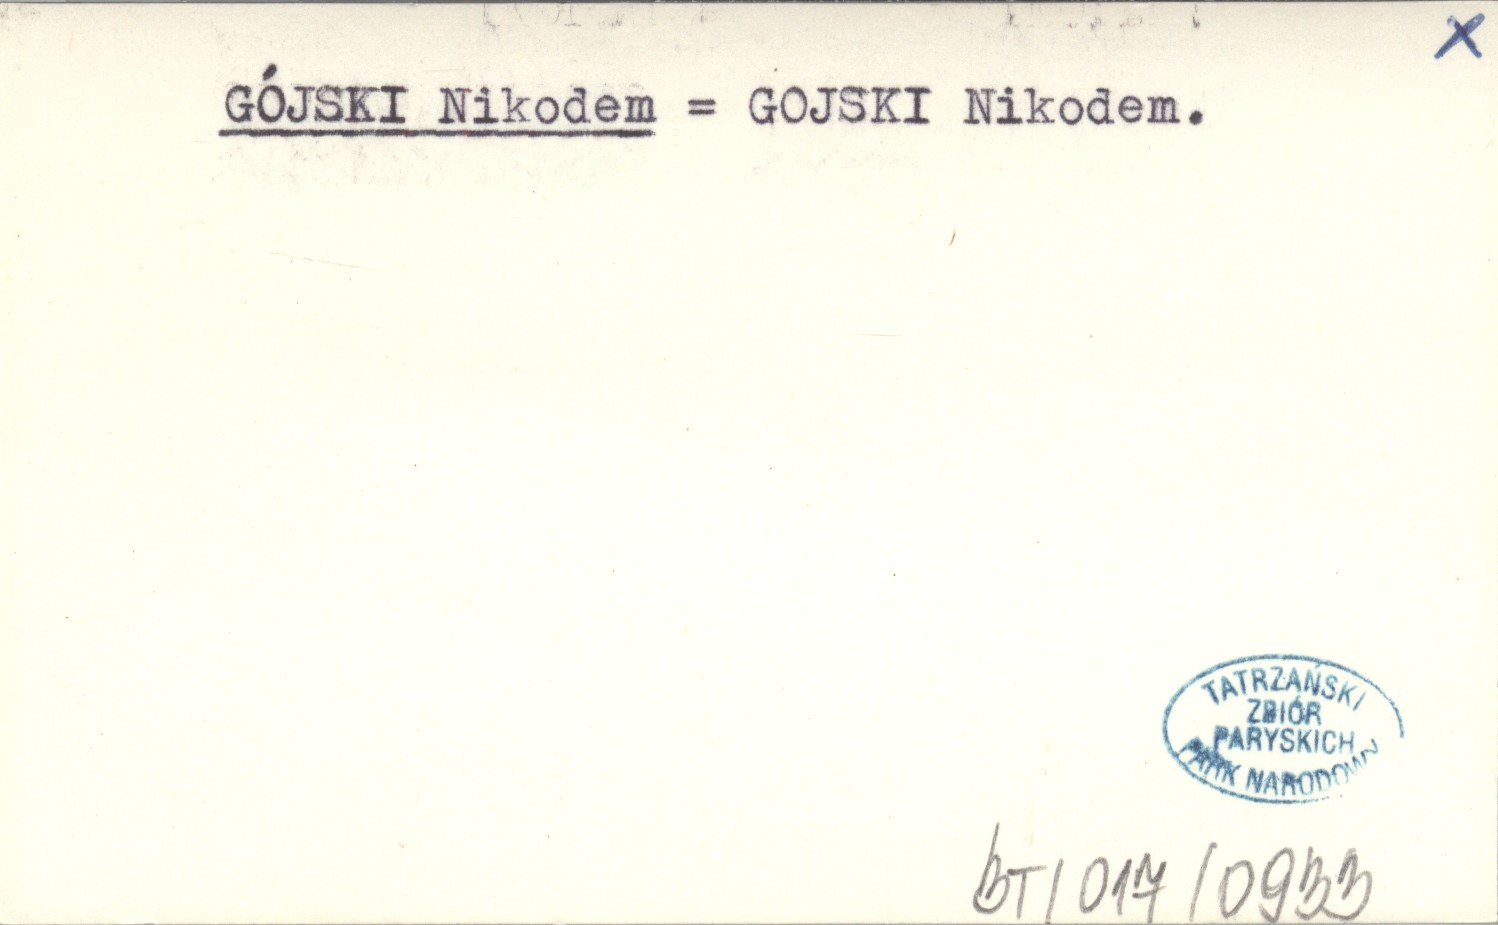 X
GÓJSKI Nikodem = GOJSKI Nikodem.
TATRZAŃSKI
ZBIÓR
PARYSKICH
PARK NARODOWY
BT/017/0933